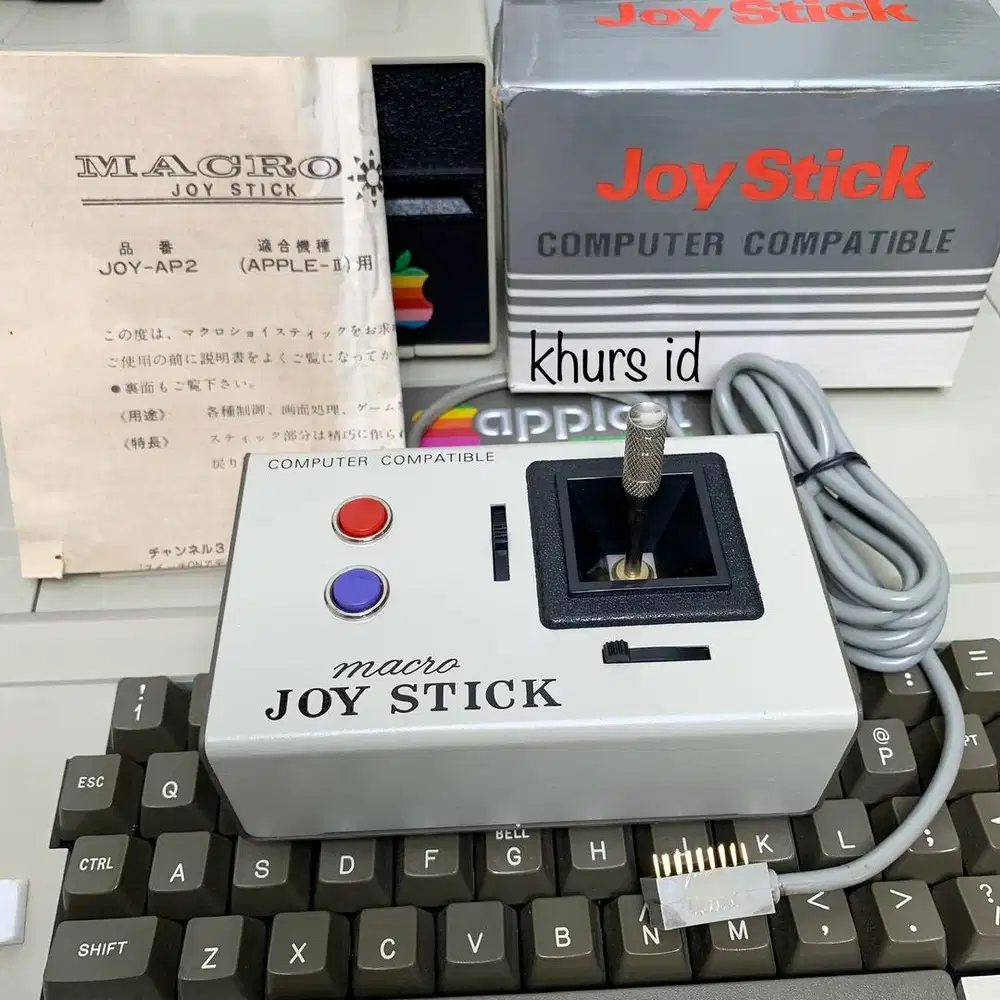 Joy Stick
Joy Stick
COMPUTER COMPATIBLE
khurs id
MACRO
JOY STICK
品番 適合機種
JOY-AP2 (APPLE-II)用
この度は、マクロジョイスティックをお求
ご使用の前に説明書をよくご覧になってか
●裏面もご覧下さい。
《用途》 各種制御、画面処理、ゲーム
《特長》 スティック部分は精巧に作ら
戻り
チャンネル3
COMPUTER COMPATIBLE
macro
JOY STICK
! 1
: =
ESC Q @ P
CTRL A S D F BELL G H J K L ;
SHIFT Z X C V B N M < , > . ?